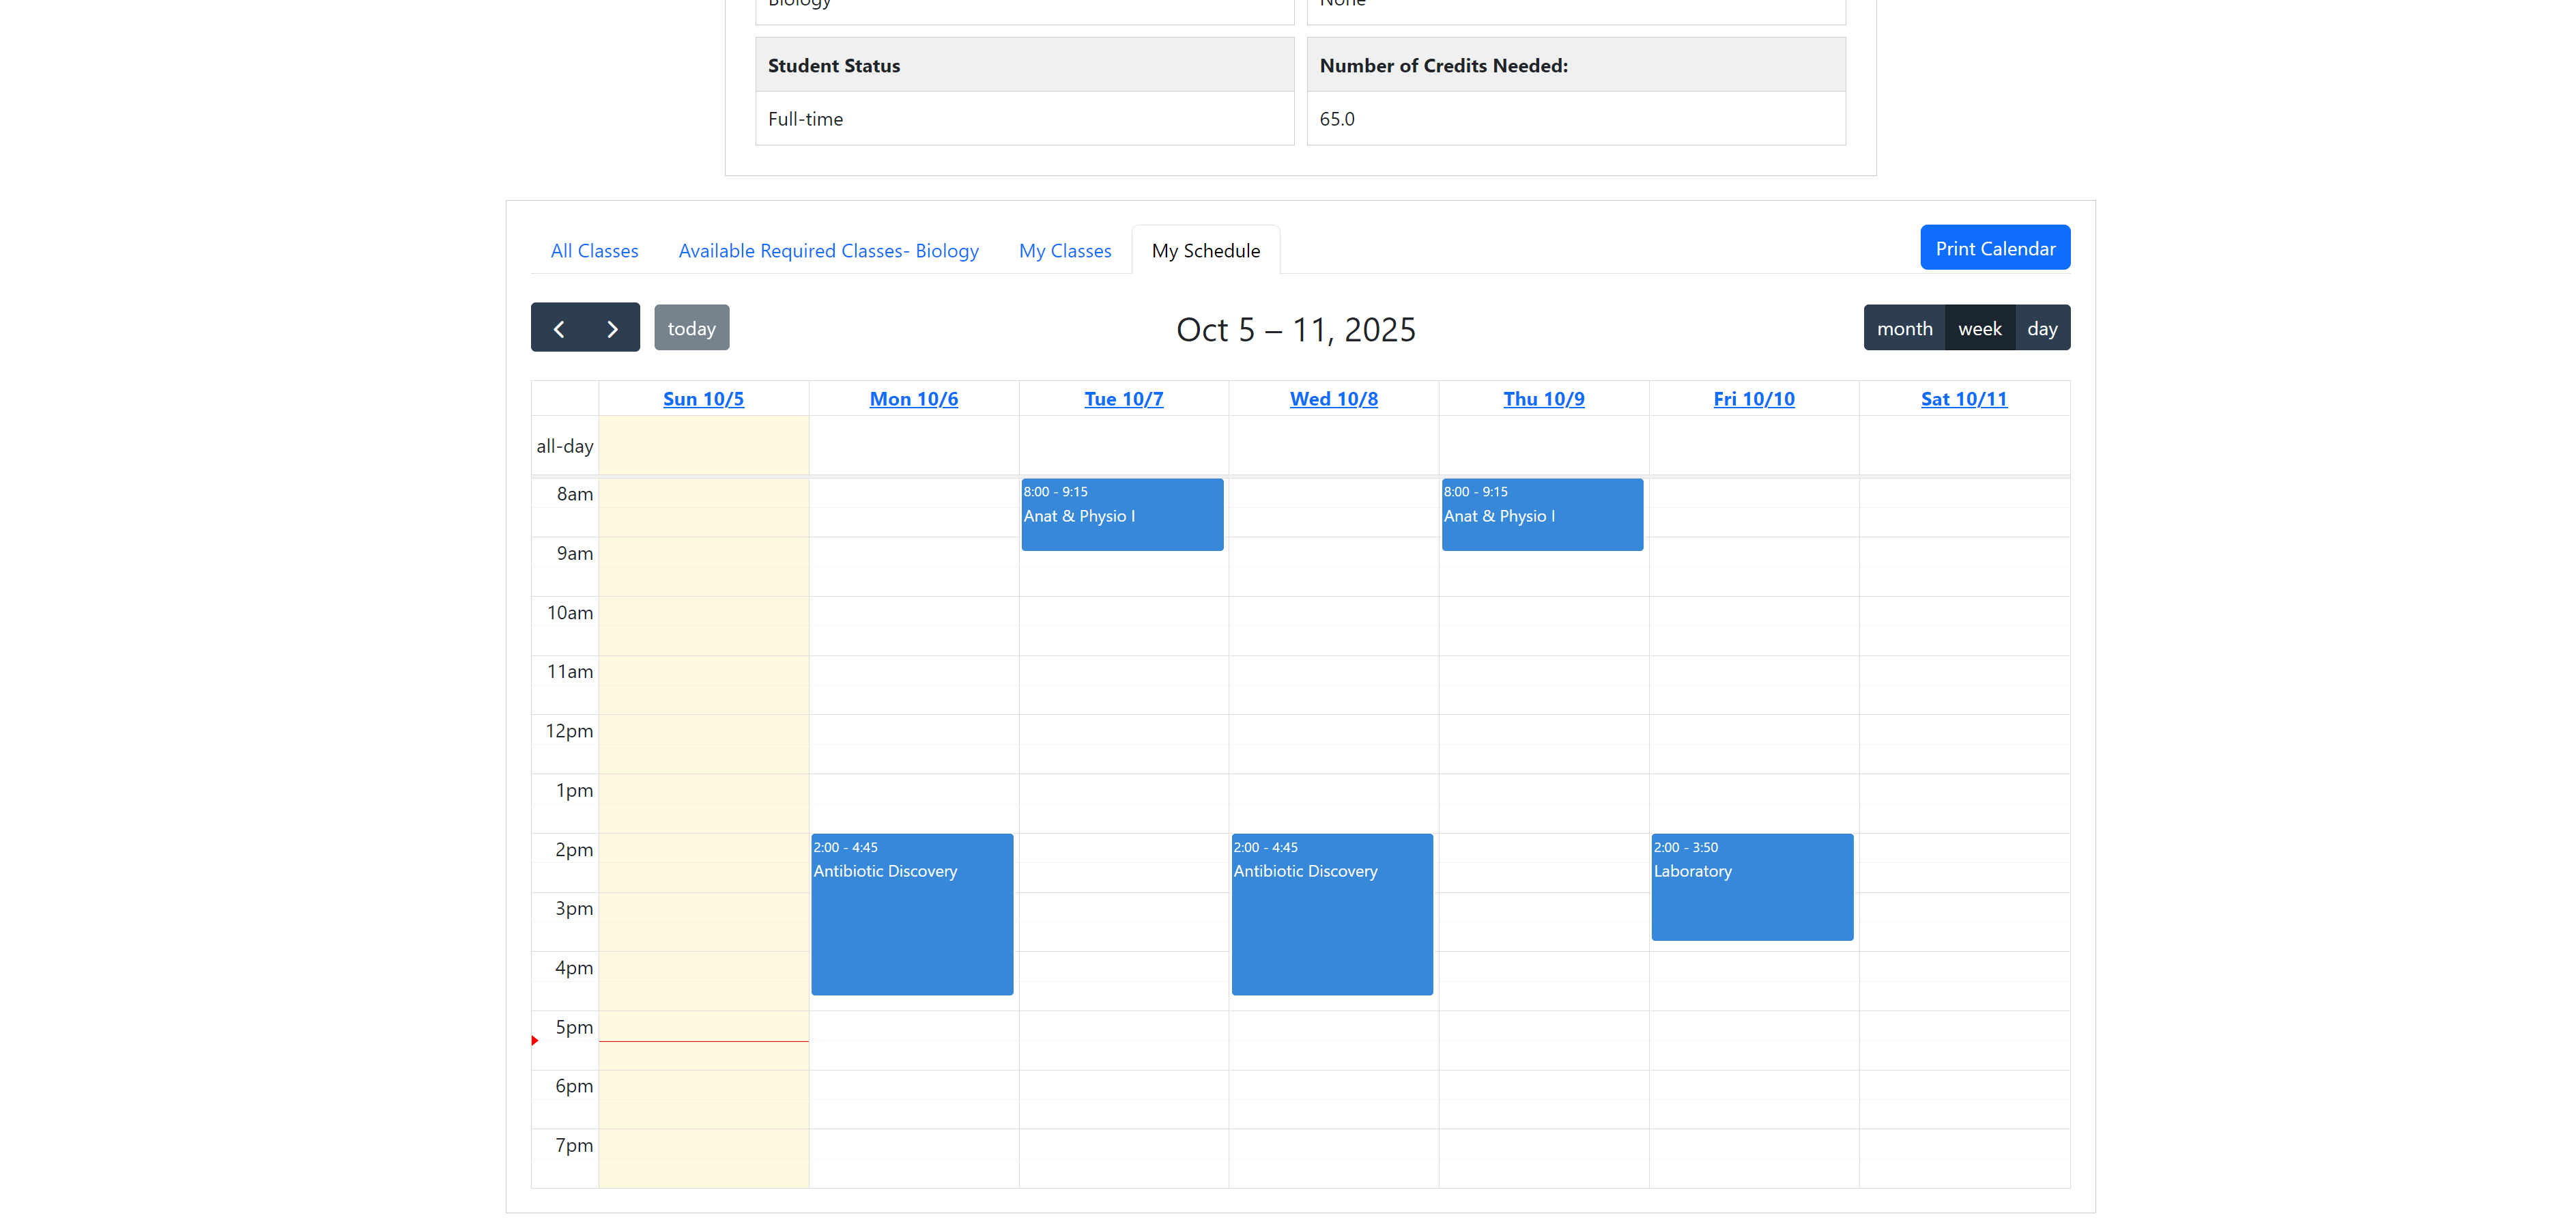 Biology None
Student Status Number of Credits Needed:
Full-time 65.0
All Classes Available Required Classes- Biology My Classes My Schedule Print Calendar
today Oct 5 – 11, 2025 month week day
Sun 10/5 Mon 10/6 Tue 10/7 Wed 10/8 Thu 10/9 Fri 10/10 Sat 10/11
all-day
8am
8:00 - 9:15 8:00 - 9:15
Anat & Physio I Anat & Physio I
9am
10am
11am
12pm
1pm
2pm
2:00 - 4:45 2:00 - 4:45 2:00 - 3:50
Antibiotic Discovery Antibiotic Discovery Laboratory
3pm
4pm
5pm
6pm
7pm